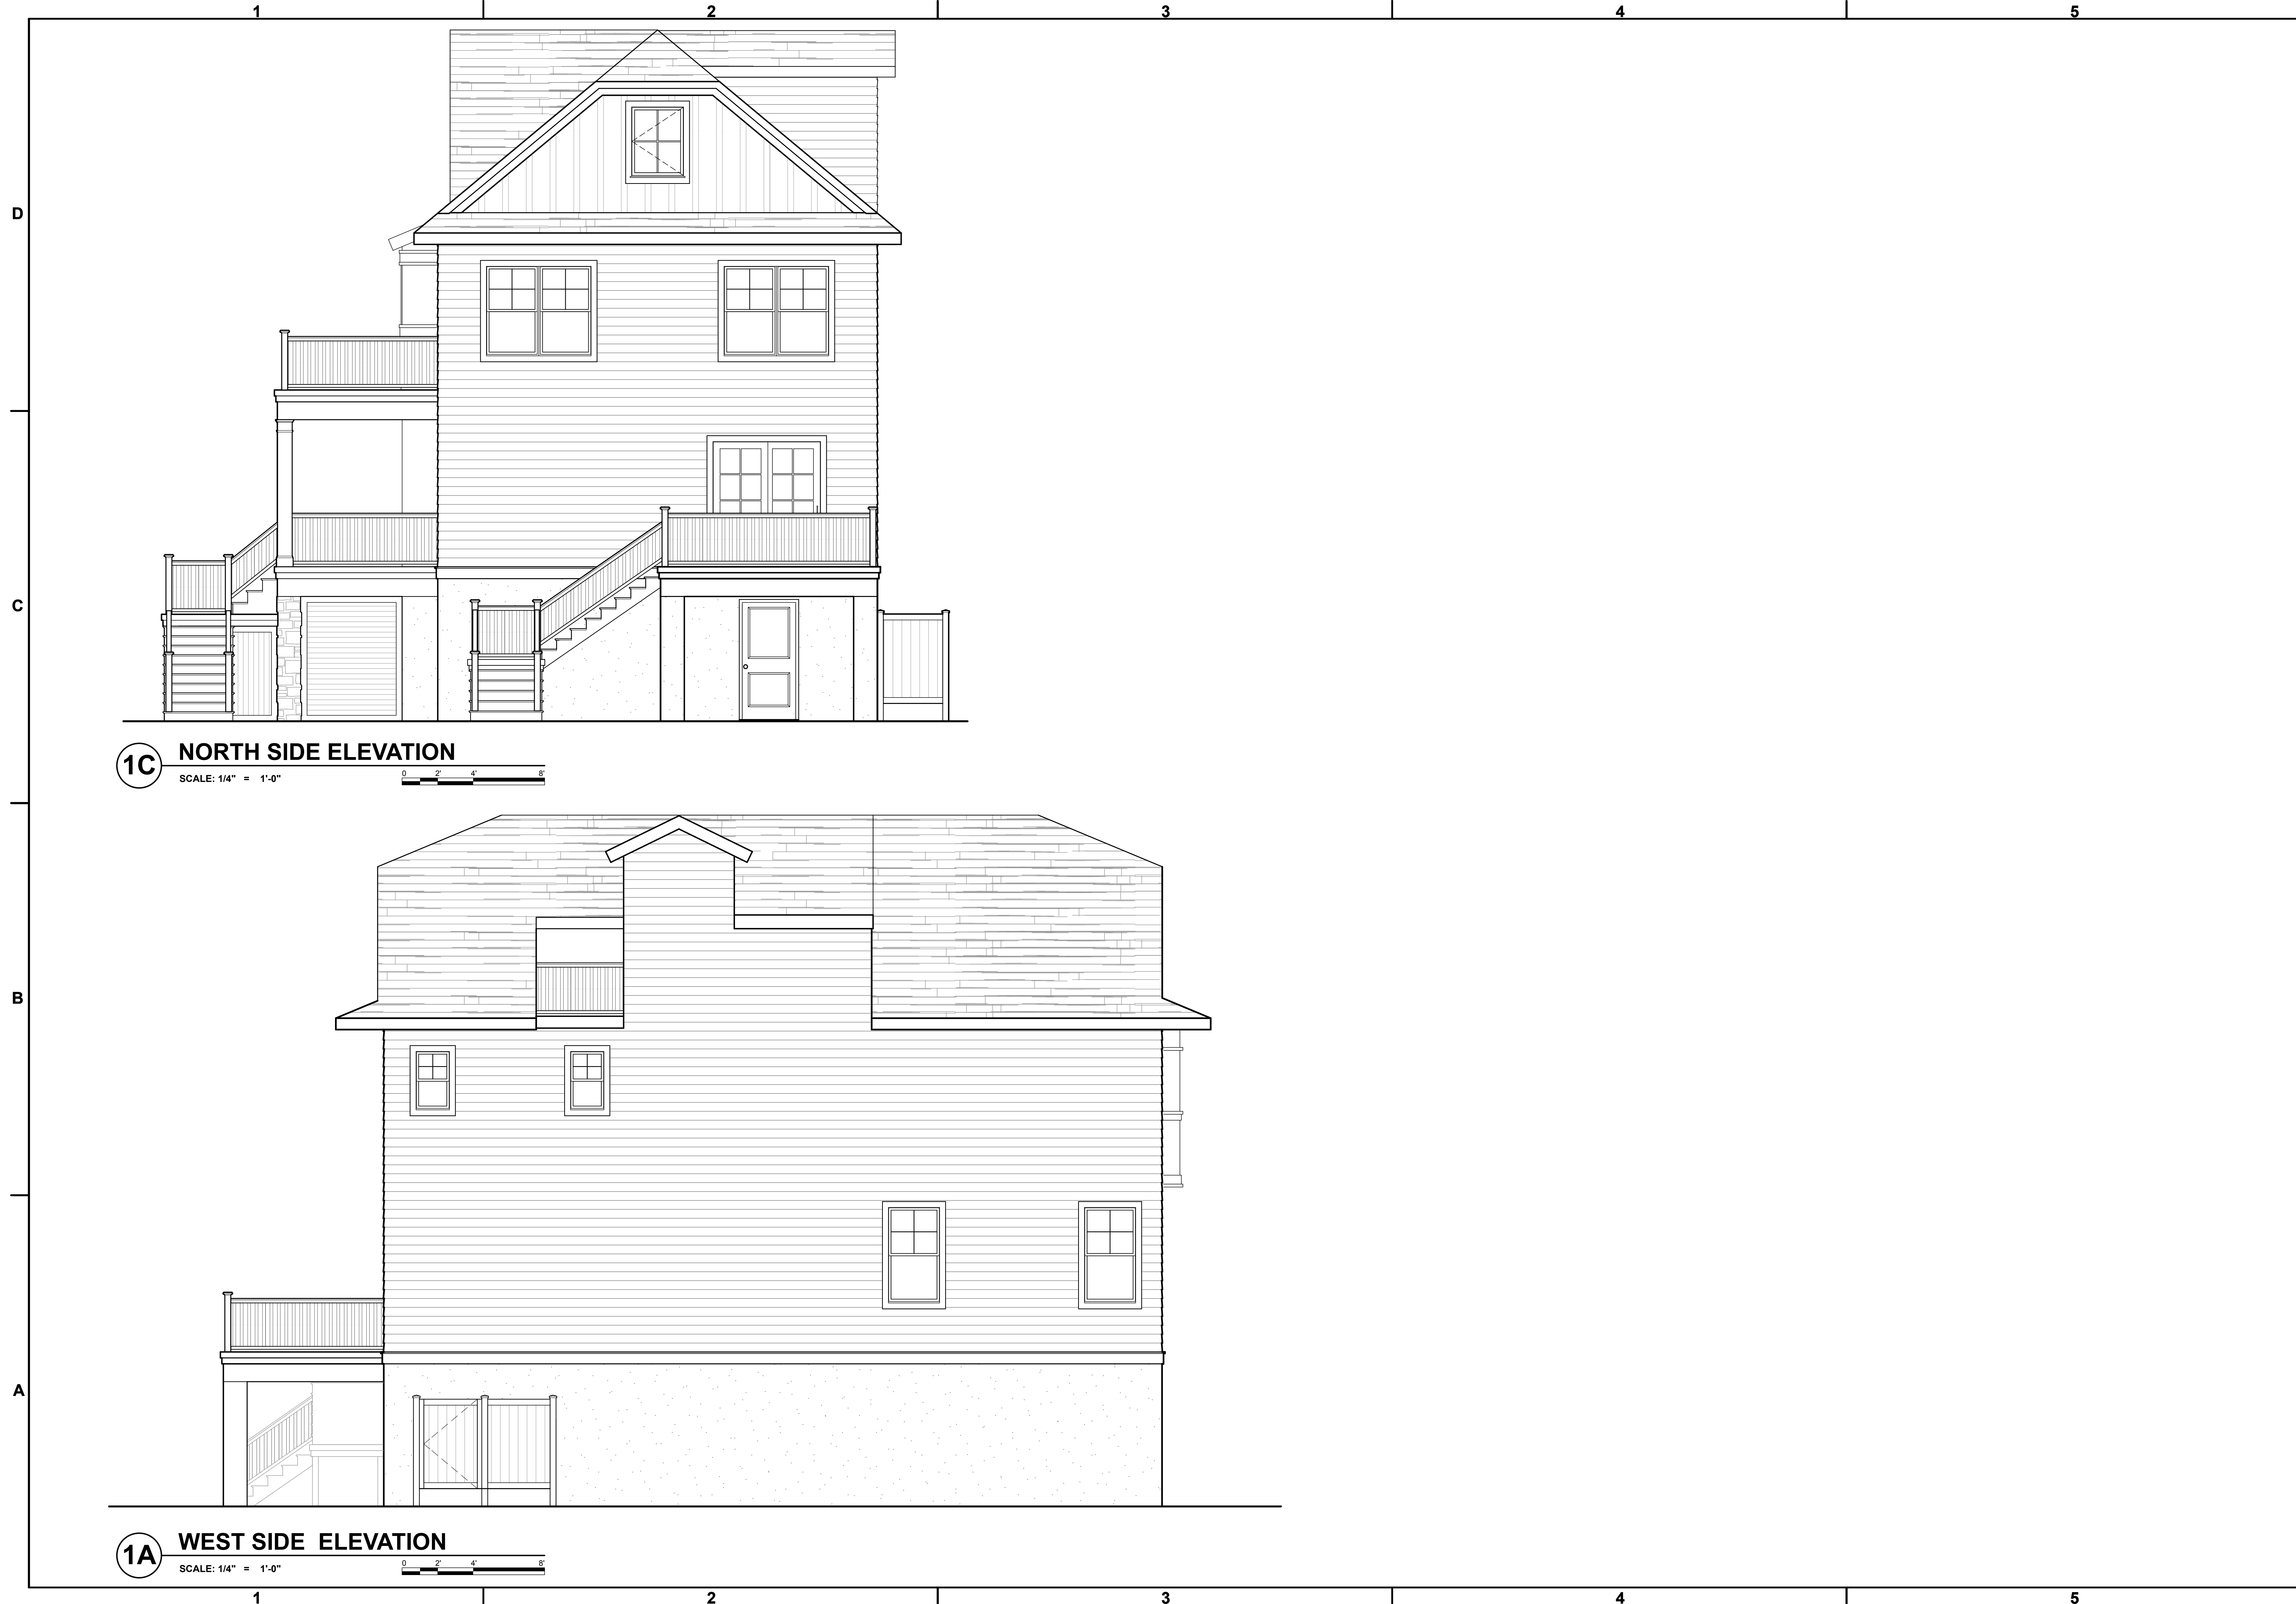 1 2 3 4 5
D
C
1C NORTH SIDE ELEVATION
SCALE: 1/4" = 1'-0"
0 2' 4' 8'
B
A
1A WEST SIDE ELEVATION
SCALE: 1/4" = 1'-0"
0 2' 4' 8'
1 2 3 4 5